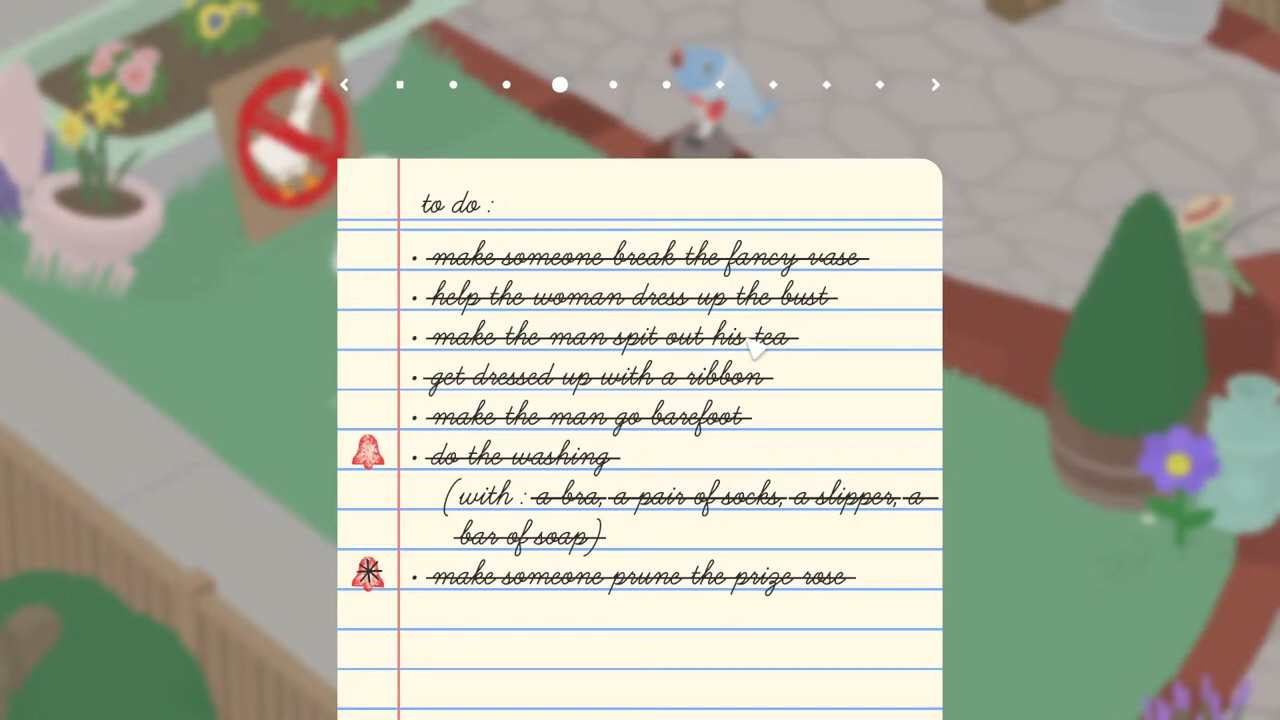 to do :
• make someone break the fancy vase
• help the woman dress up the bust
• make the man spit out his tea
• get dressed up with a ribbon
• make the man go barefoot
• do the washing
(with : a bra, a pair of socks, a slipper, a
bar of soap)
• make someone prune the prize rose